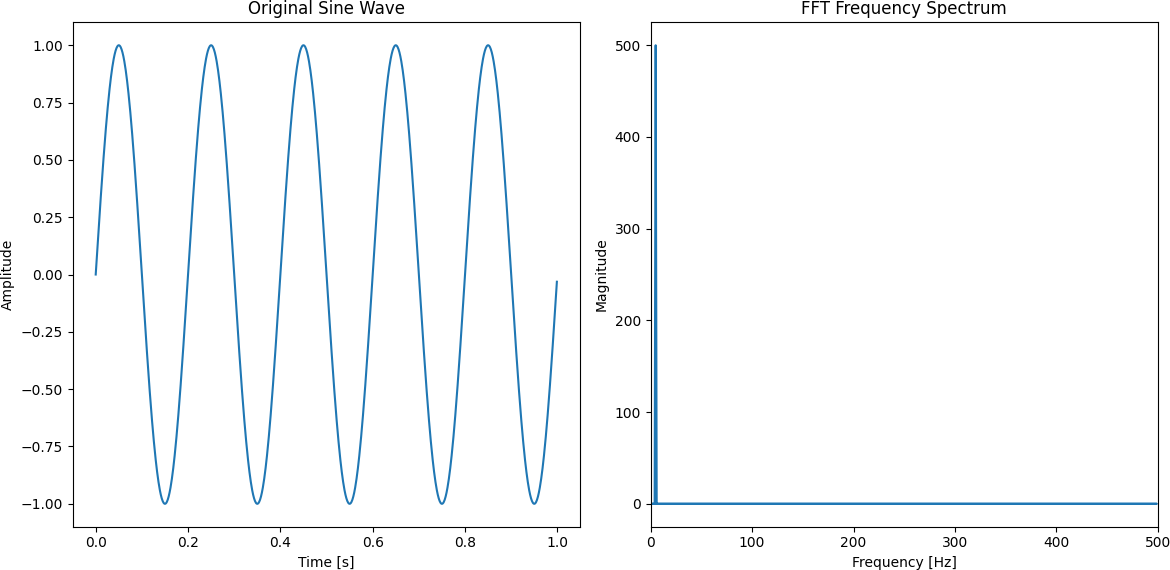 Original Sine Wave
1.00
0.75
0.50
0.25
0.00
−0.25
−0.50
−0.75
−1.00
Amplitude
0.0 0.2 0.4 0.6 0.8 1.0
Time [s]
FFT Frequency Spectrum
500
400
300
200
100
0
Magnitude
0 100 200 300 400 500
Frequency [Hz]